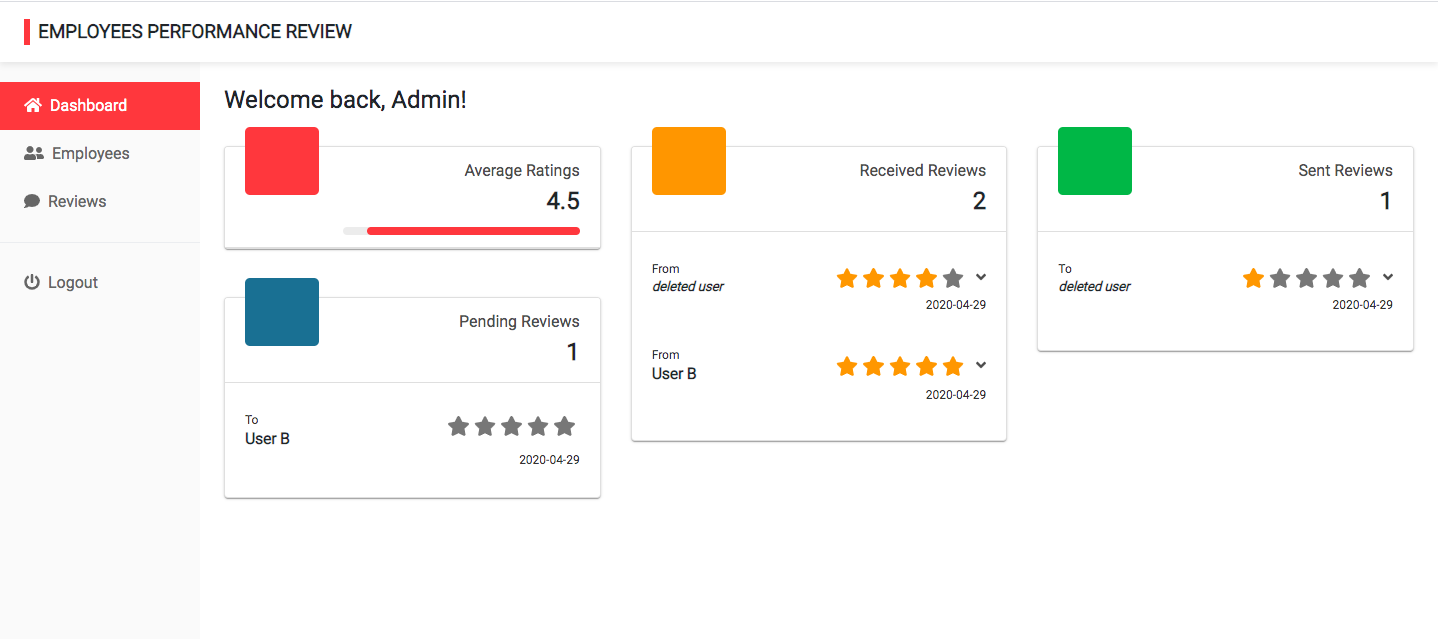 EMPLOYEES PERFORMANCE REVIEW
Dashboard
Employees
Reviews
Logout
Welcome back, Admin!
Average Ratings
4.5
Pending Reviews
1
To
User B
2020-04-29
Received Reviews
2
From
deleted user
2020-04-29
From
User B
2020-04-29
Sent Reviews
1
To
deleted user
2020-04-29